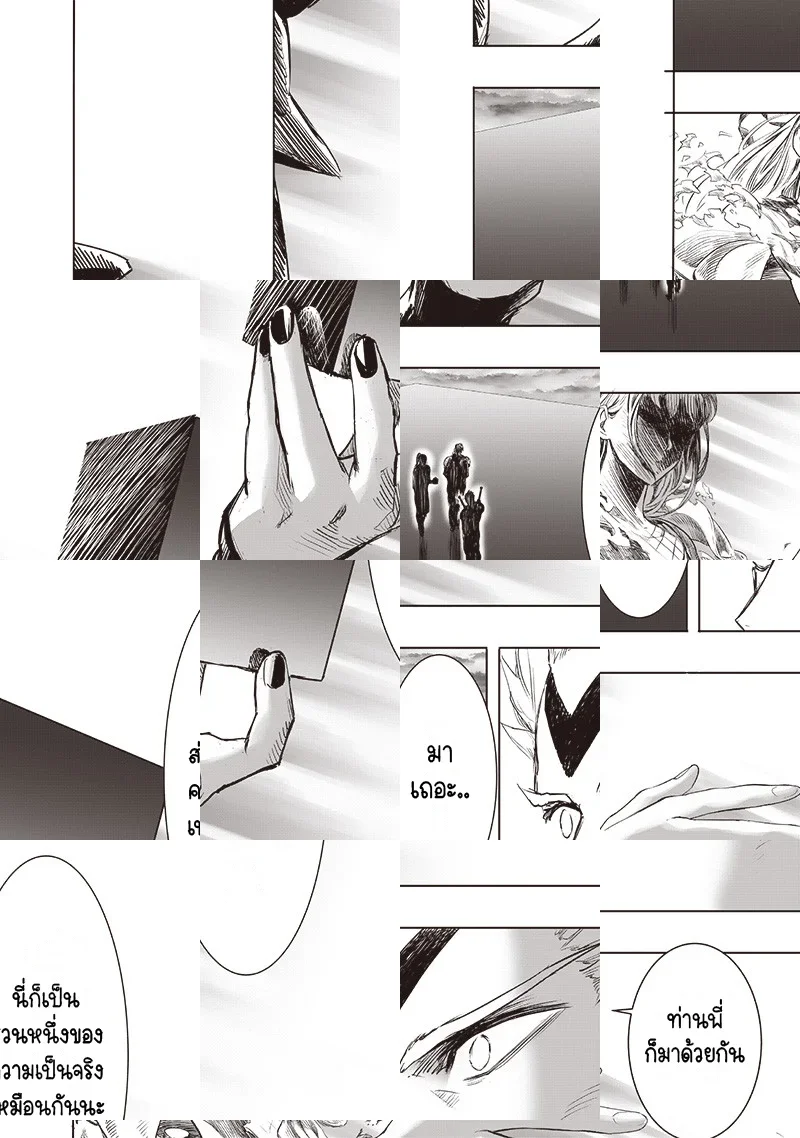 มา
เถอะ..
นี่ก็เป็น
วนหนึ่งของ
วามเป็นจริง
หมือนกันนะ
ท่านพี่
ก็มาด้วยกัน